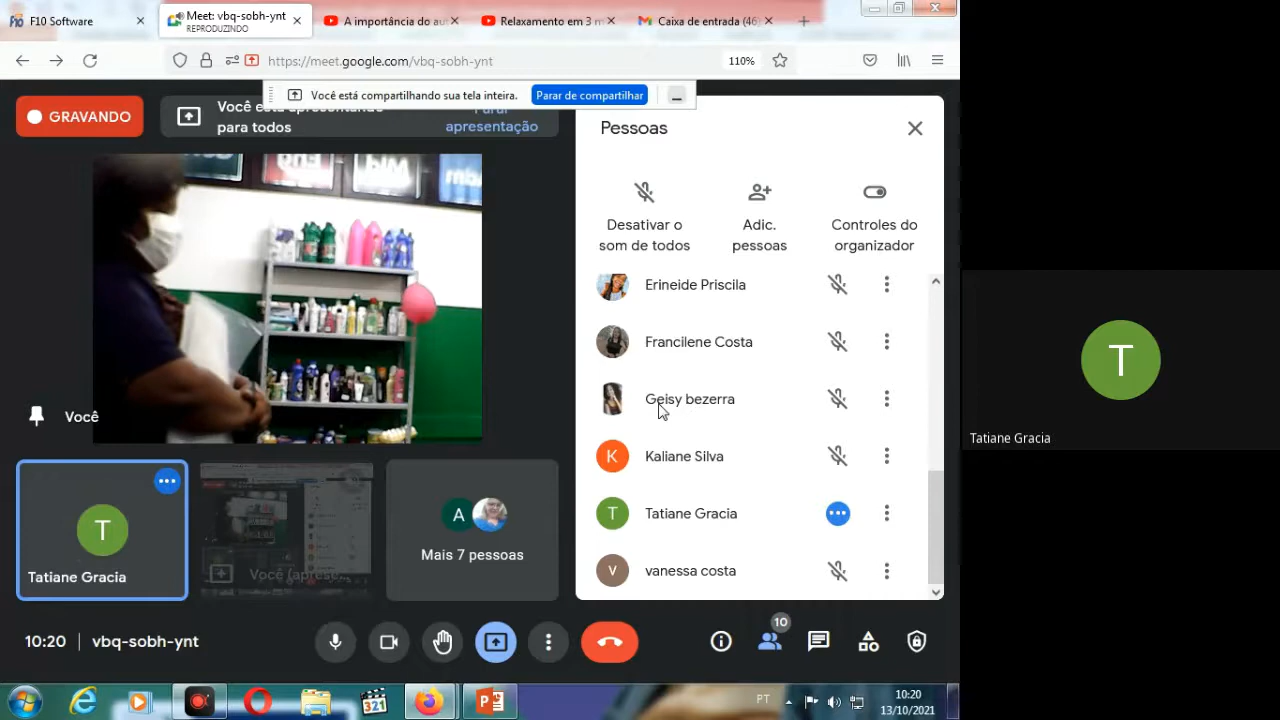 F10 Software
Meet: vbq-sobh-ynt
REPRODUZINDO
A importância do au
Relaxamento em 3 m
Caixa de entrada (46)
https://meet.google.com/vbq-sobh-ynt
110%
Você está compartilhando sua tela inteira.
Parar de compartilhar
GRAVANDO
para todos
apresentação
Pessoas
Desativar o
som de todos
Adic.
pessoas
Controles do
organizador
Erineide Priscila
Francilene Costa
Geisy bezerra
Kaliane Silva
T Tatiane Gracia
v vanessa costa
Você
T
Tatiane Gracia
A
Mais 7 pessoas
T
Tatiane Gracia
10:20
vbq-sobh-ynt
10
321
PT
10:20
13/10/2021